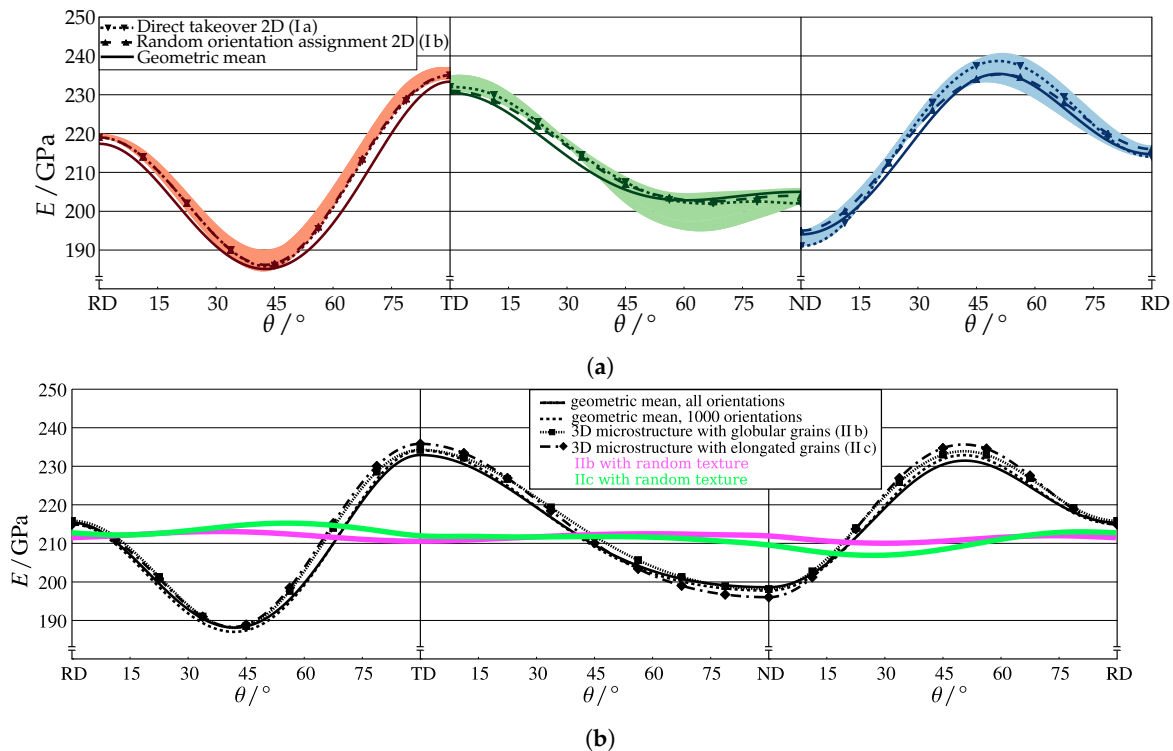 250
Direct takeover 2D (I a)
Random orientation assignment 2D (I b)
Geometric mean
240
230
220
210
200
190
E / GPa
RD 15 30 45 60 75 TD 15 30 45 60 75 ND 15 30 45 60 75 RD
θ / ° θ / ° θ / °
(a)
250
geometric mean, all orientations
geometric mean, 1000 orientations
3D microstructure with globular grains (II b)
3D microstructure with elongated grains (II c)
IIb with random texture
IIc with random texture
240
230
220
210
200
190
E / GPa
RD 15 30 45 60 75 TD 15 30 45 60 75 ND 15 30 45 60 75 RD
θ / ° θ / ° θ / °
(b)